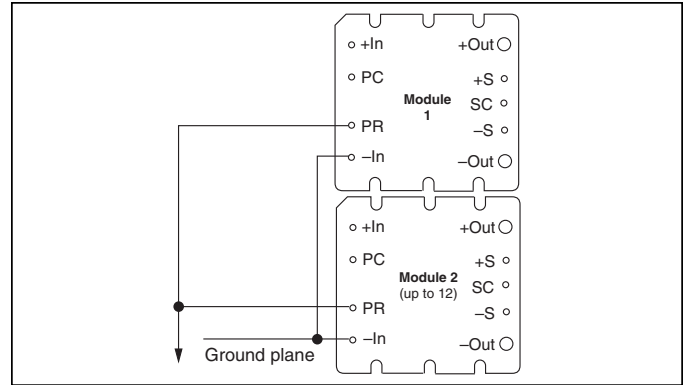 +In +Out
PC +S
Module
1
SC
PR –S
–In –Out
+In +Out
PC +S
Module 2
(up to 12)
SC
PR –S
–In –Out
Ground plane